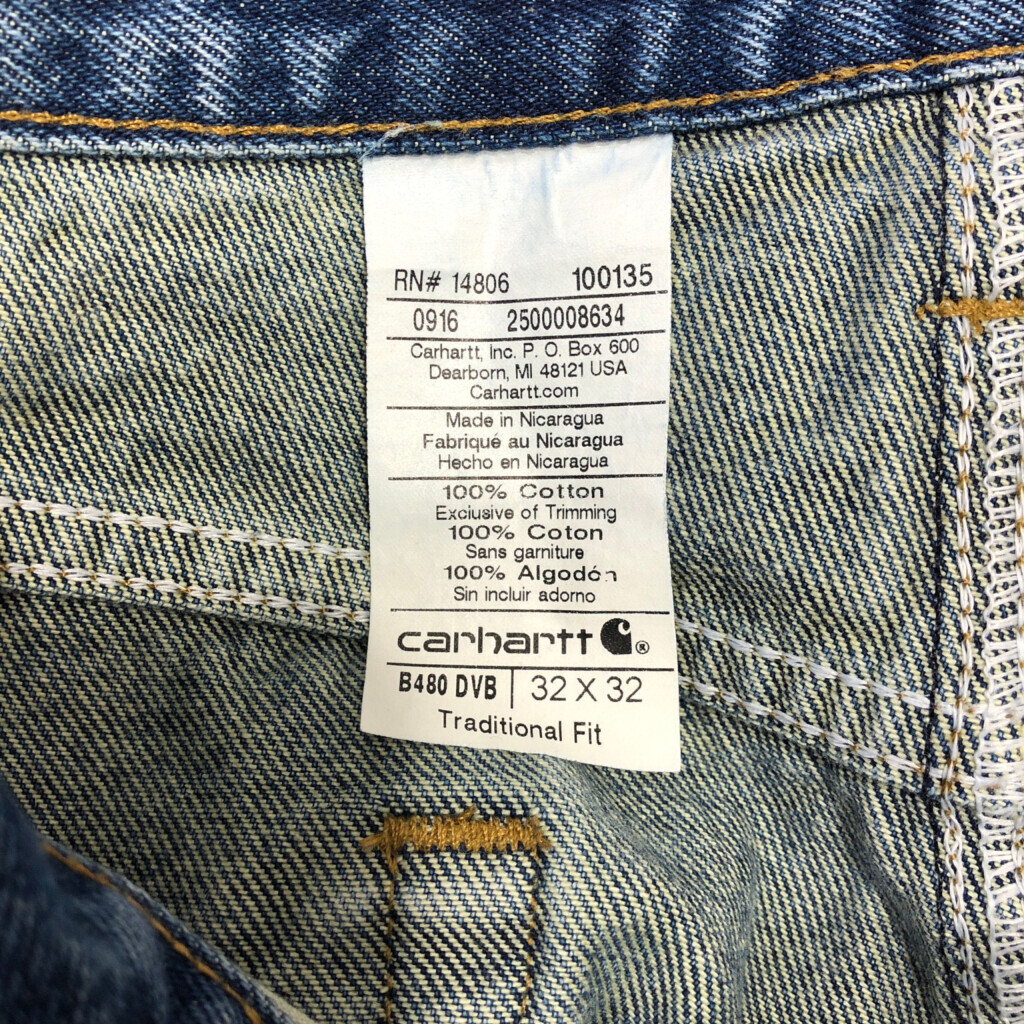 RN# 14806 100135
0916 2500008634
Carhartt, Inc. P. O. Box 600
Dearborn, MI 48121 USA
Carhartt.com
Made in Nicaragua
Fabriqué au Nicaragua
Hecho en Nicaragua
100% Cotton
Exclusive of Trimming
100% Coton
Sans garniture
100% Algodón
Sin incluir adorno
carhartt ®
B480 DVB 32 X 32
Traditional Fit